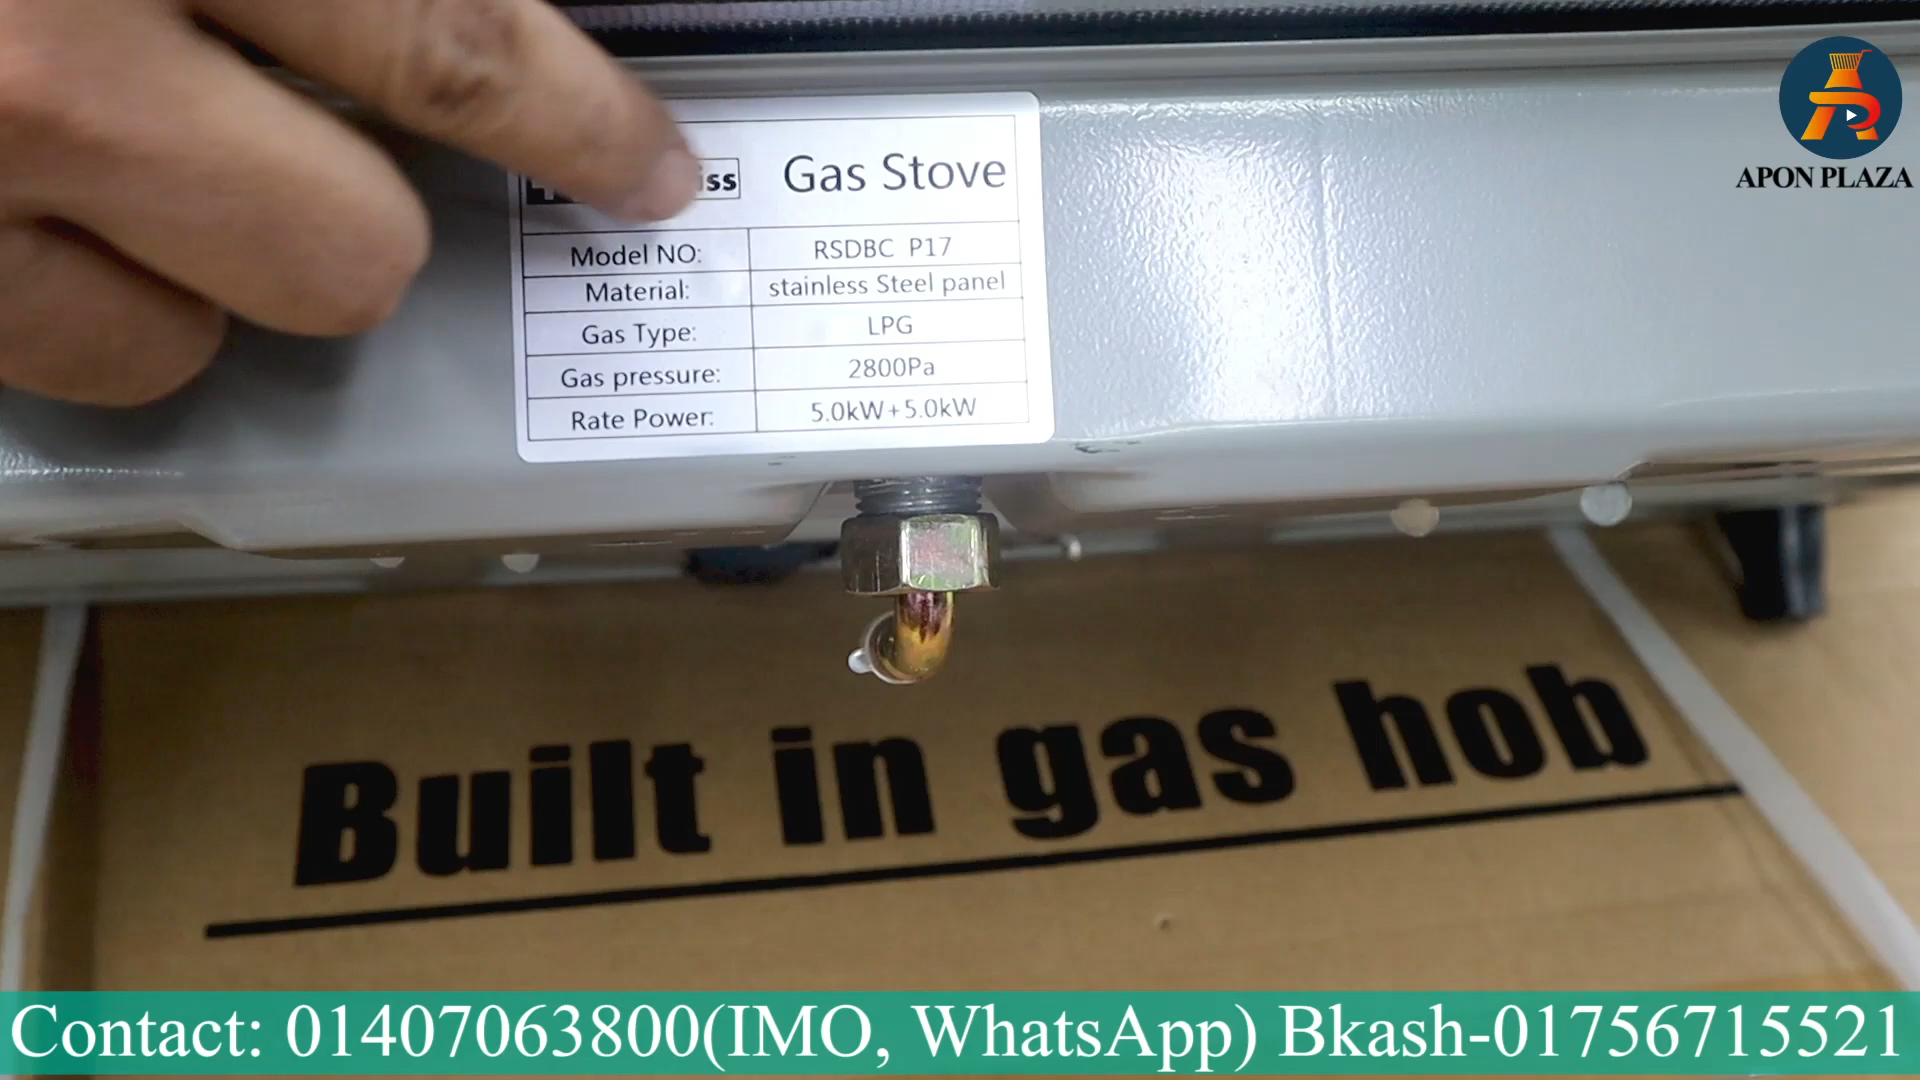 APON PLAZA
Gas Stove
Model NO: RSDBC P17
Material: stainless Steel panel
Gas Type: LPG
Gas pressure: 2800Pa
Rate Power: 5.0kW+5.0kW
Built in gas hob
Contact: 01407063800(IMO, WhatsApp) Bkash-01756715521